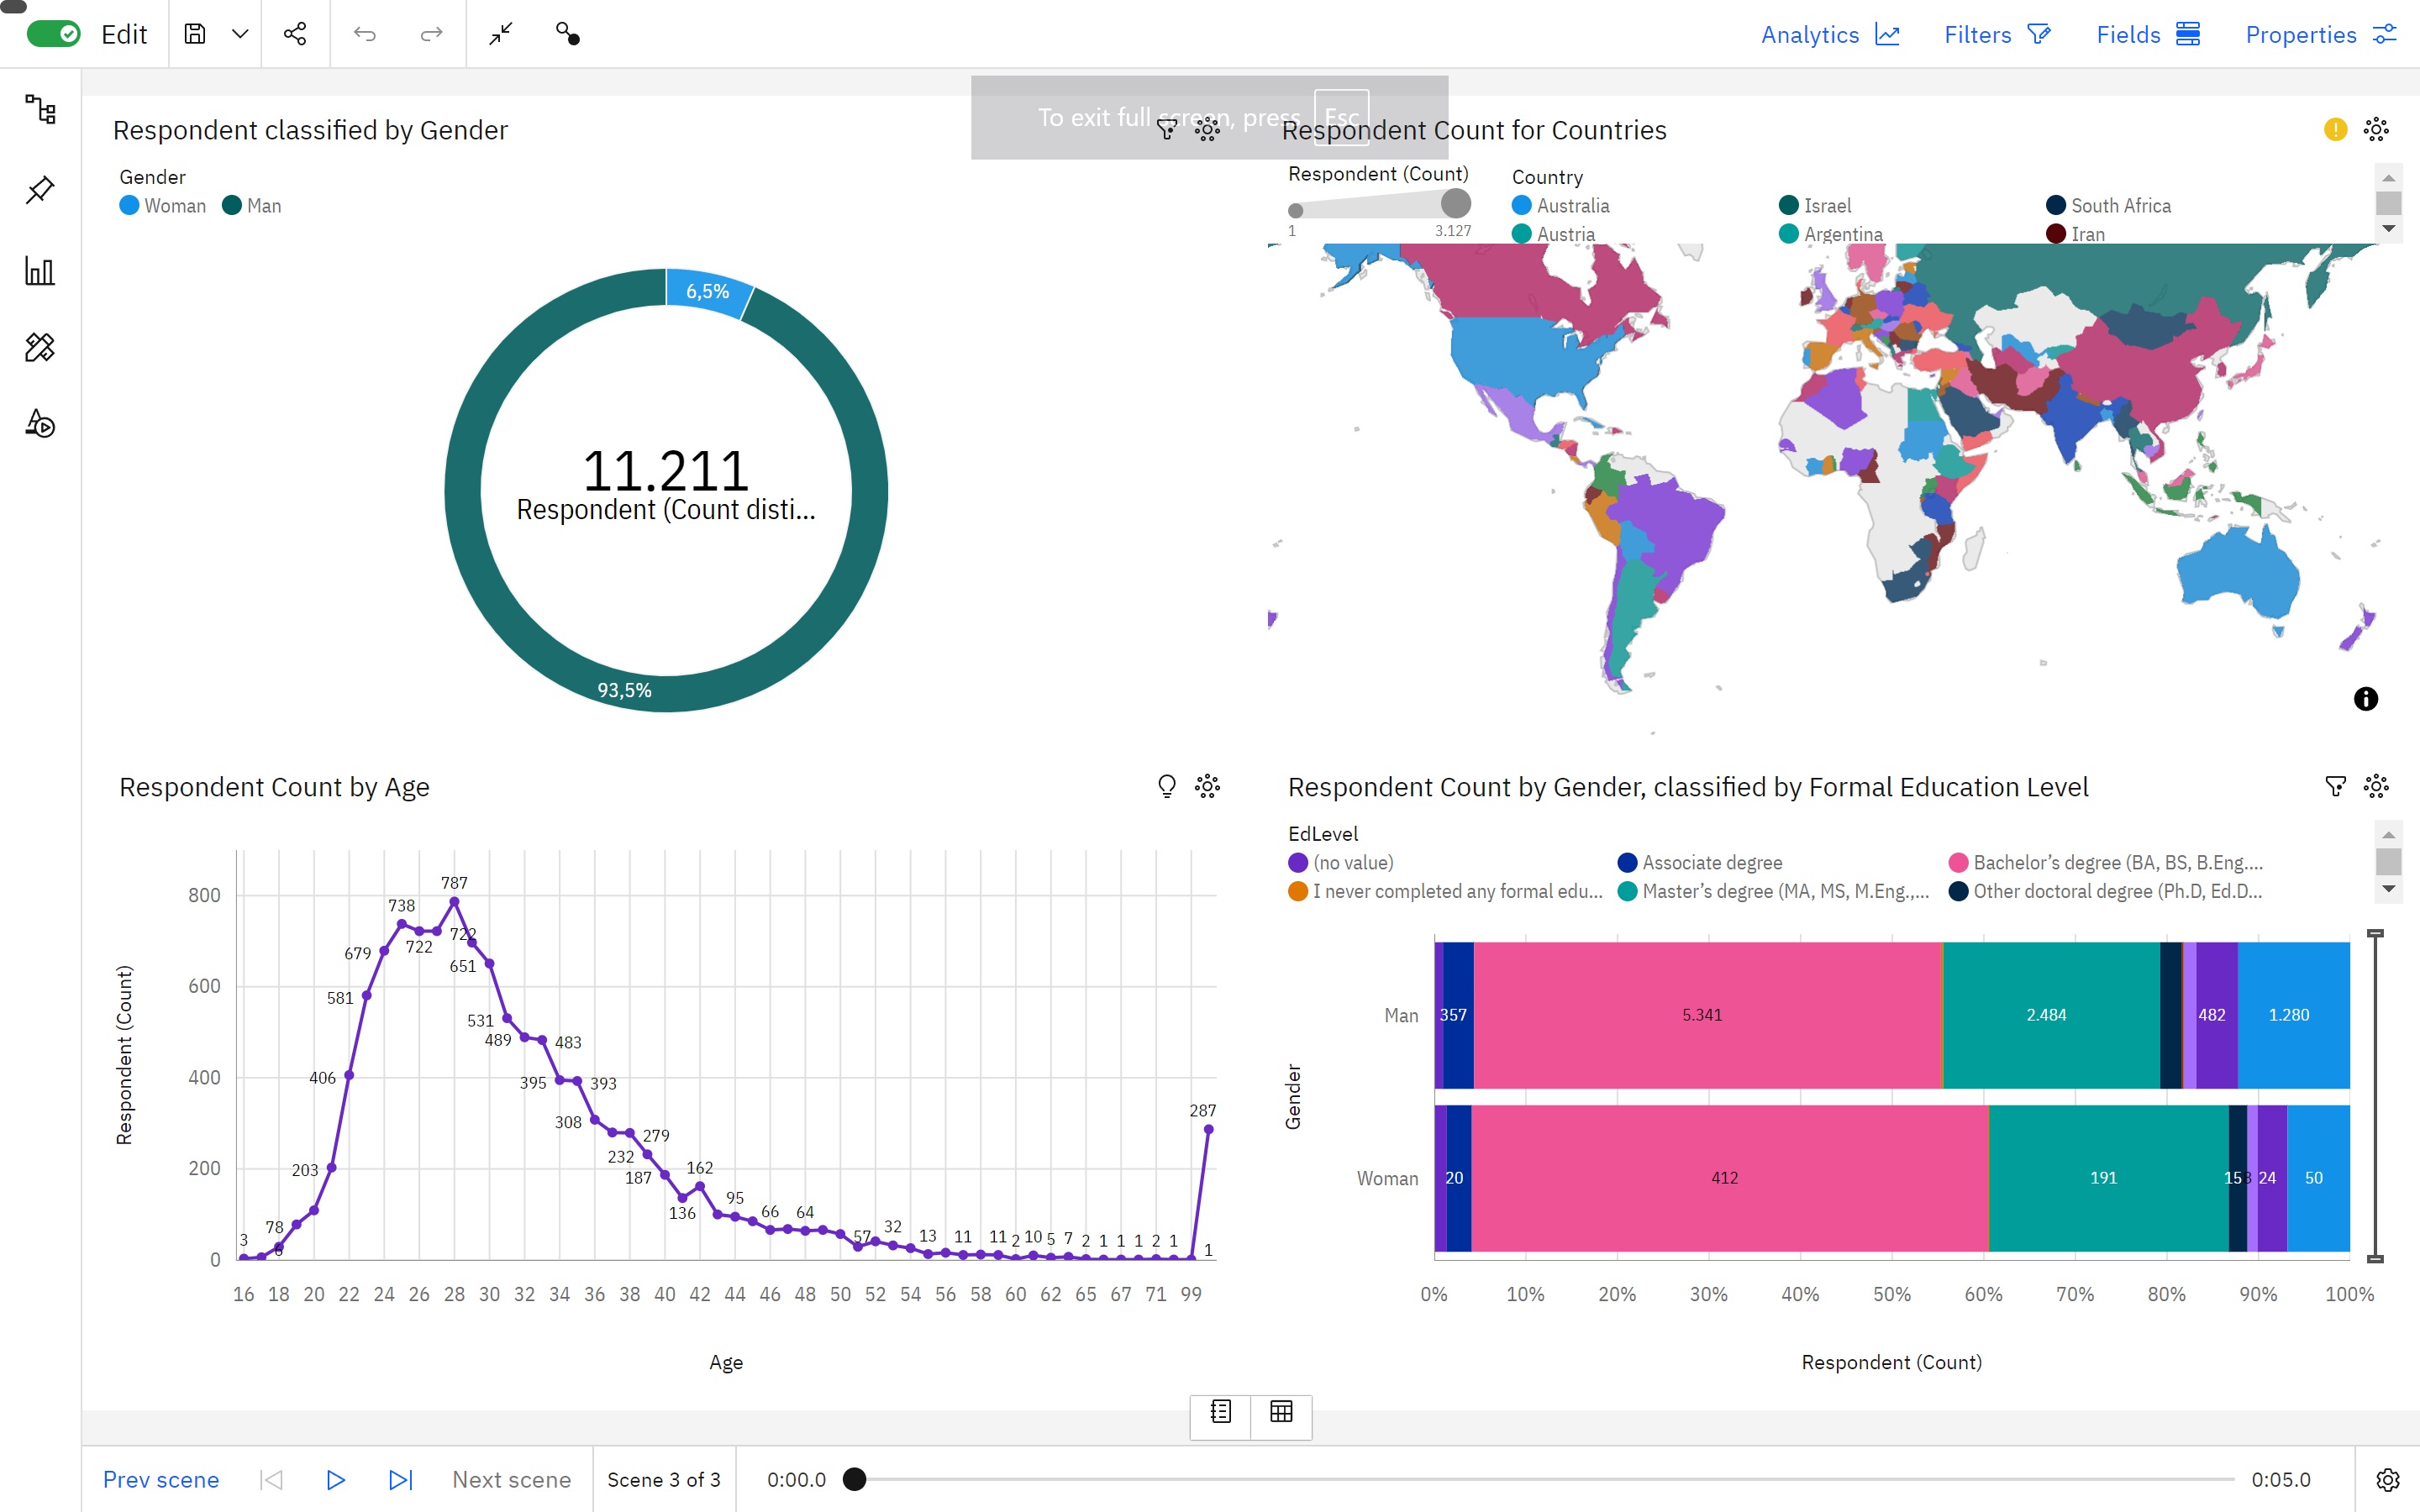 Edit
Analytics
Filters
Fields
Properties
To exit full screen, press Esc
Respondent classified by Gender
Gender
Woman
Man
6,5%
11.211
Respondent (Count disti...
93,5%
Respondent Count for Countries
Respondent (Count)
1
3.127
Country
Australia
Israel
South Africa
Austria
Argentina
Iran
Respondent Count by Age
Respondent (Count)
800
600
400
200
0
3
78
6
203
406
581
679
738
722
787
722
651
531
489
483
395
393
308
279
232
187
136
162
95
66
64
57
32
13
11
11
2
10
5
7
2
1
1
1
2
1
287
1
16 18 20 22 24 26 28 30 32 34 36 38 40 42 44 46 48 50 52 54 56 58 60 62 65 67 71 99
Age
Respondent Count by Gender, classified by Formal Education Level
EdLevel
(no value)
Associate degree
Bachelor’s degree (BA, BS, B.Eng....
I never completed any formal edu...
Master’s degree (MA, MS, M.Eng.,...
Other doctoral degree (Ph.D, Ed.D...
Gender
Man
357
5.341
2.484
482
1.280
Woman
20
412
191
15
24
50
0% 10% 20% 30% 40% 50% 60% 70% 80% 90% 100%
Respondent (Count)
Prev scene
Next scene
Scene 3 of 3
0:00.0
0:05.0